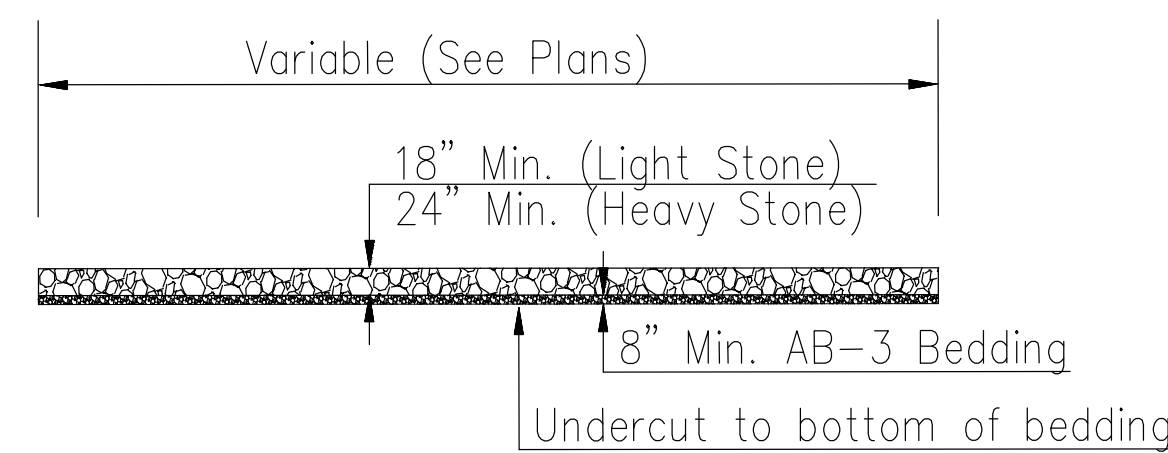 Variable (See Plans)
18” Min. (Light Stone)
24” Min. (Heavy Stone)
8” Min. AB-3 Bedding
Undercut to bottom of bedding